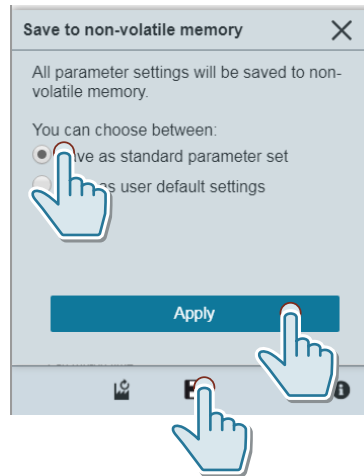 Save to non-volatile memory
All parameter settings will be saved to non-
volatile memory.
You can choose between:
as standard parameter set
as user default settings
Apply